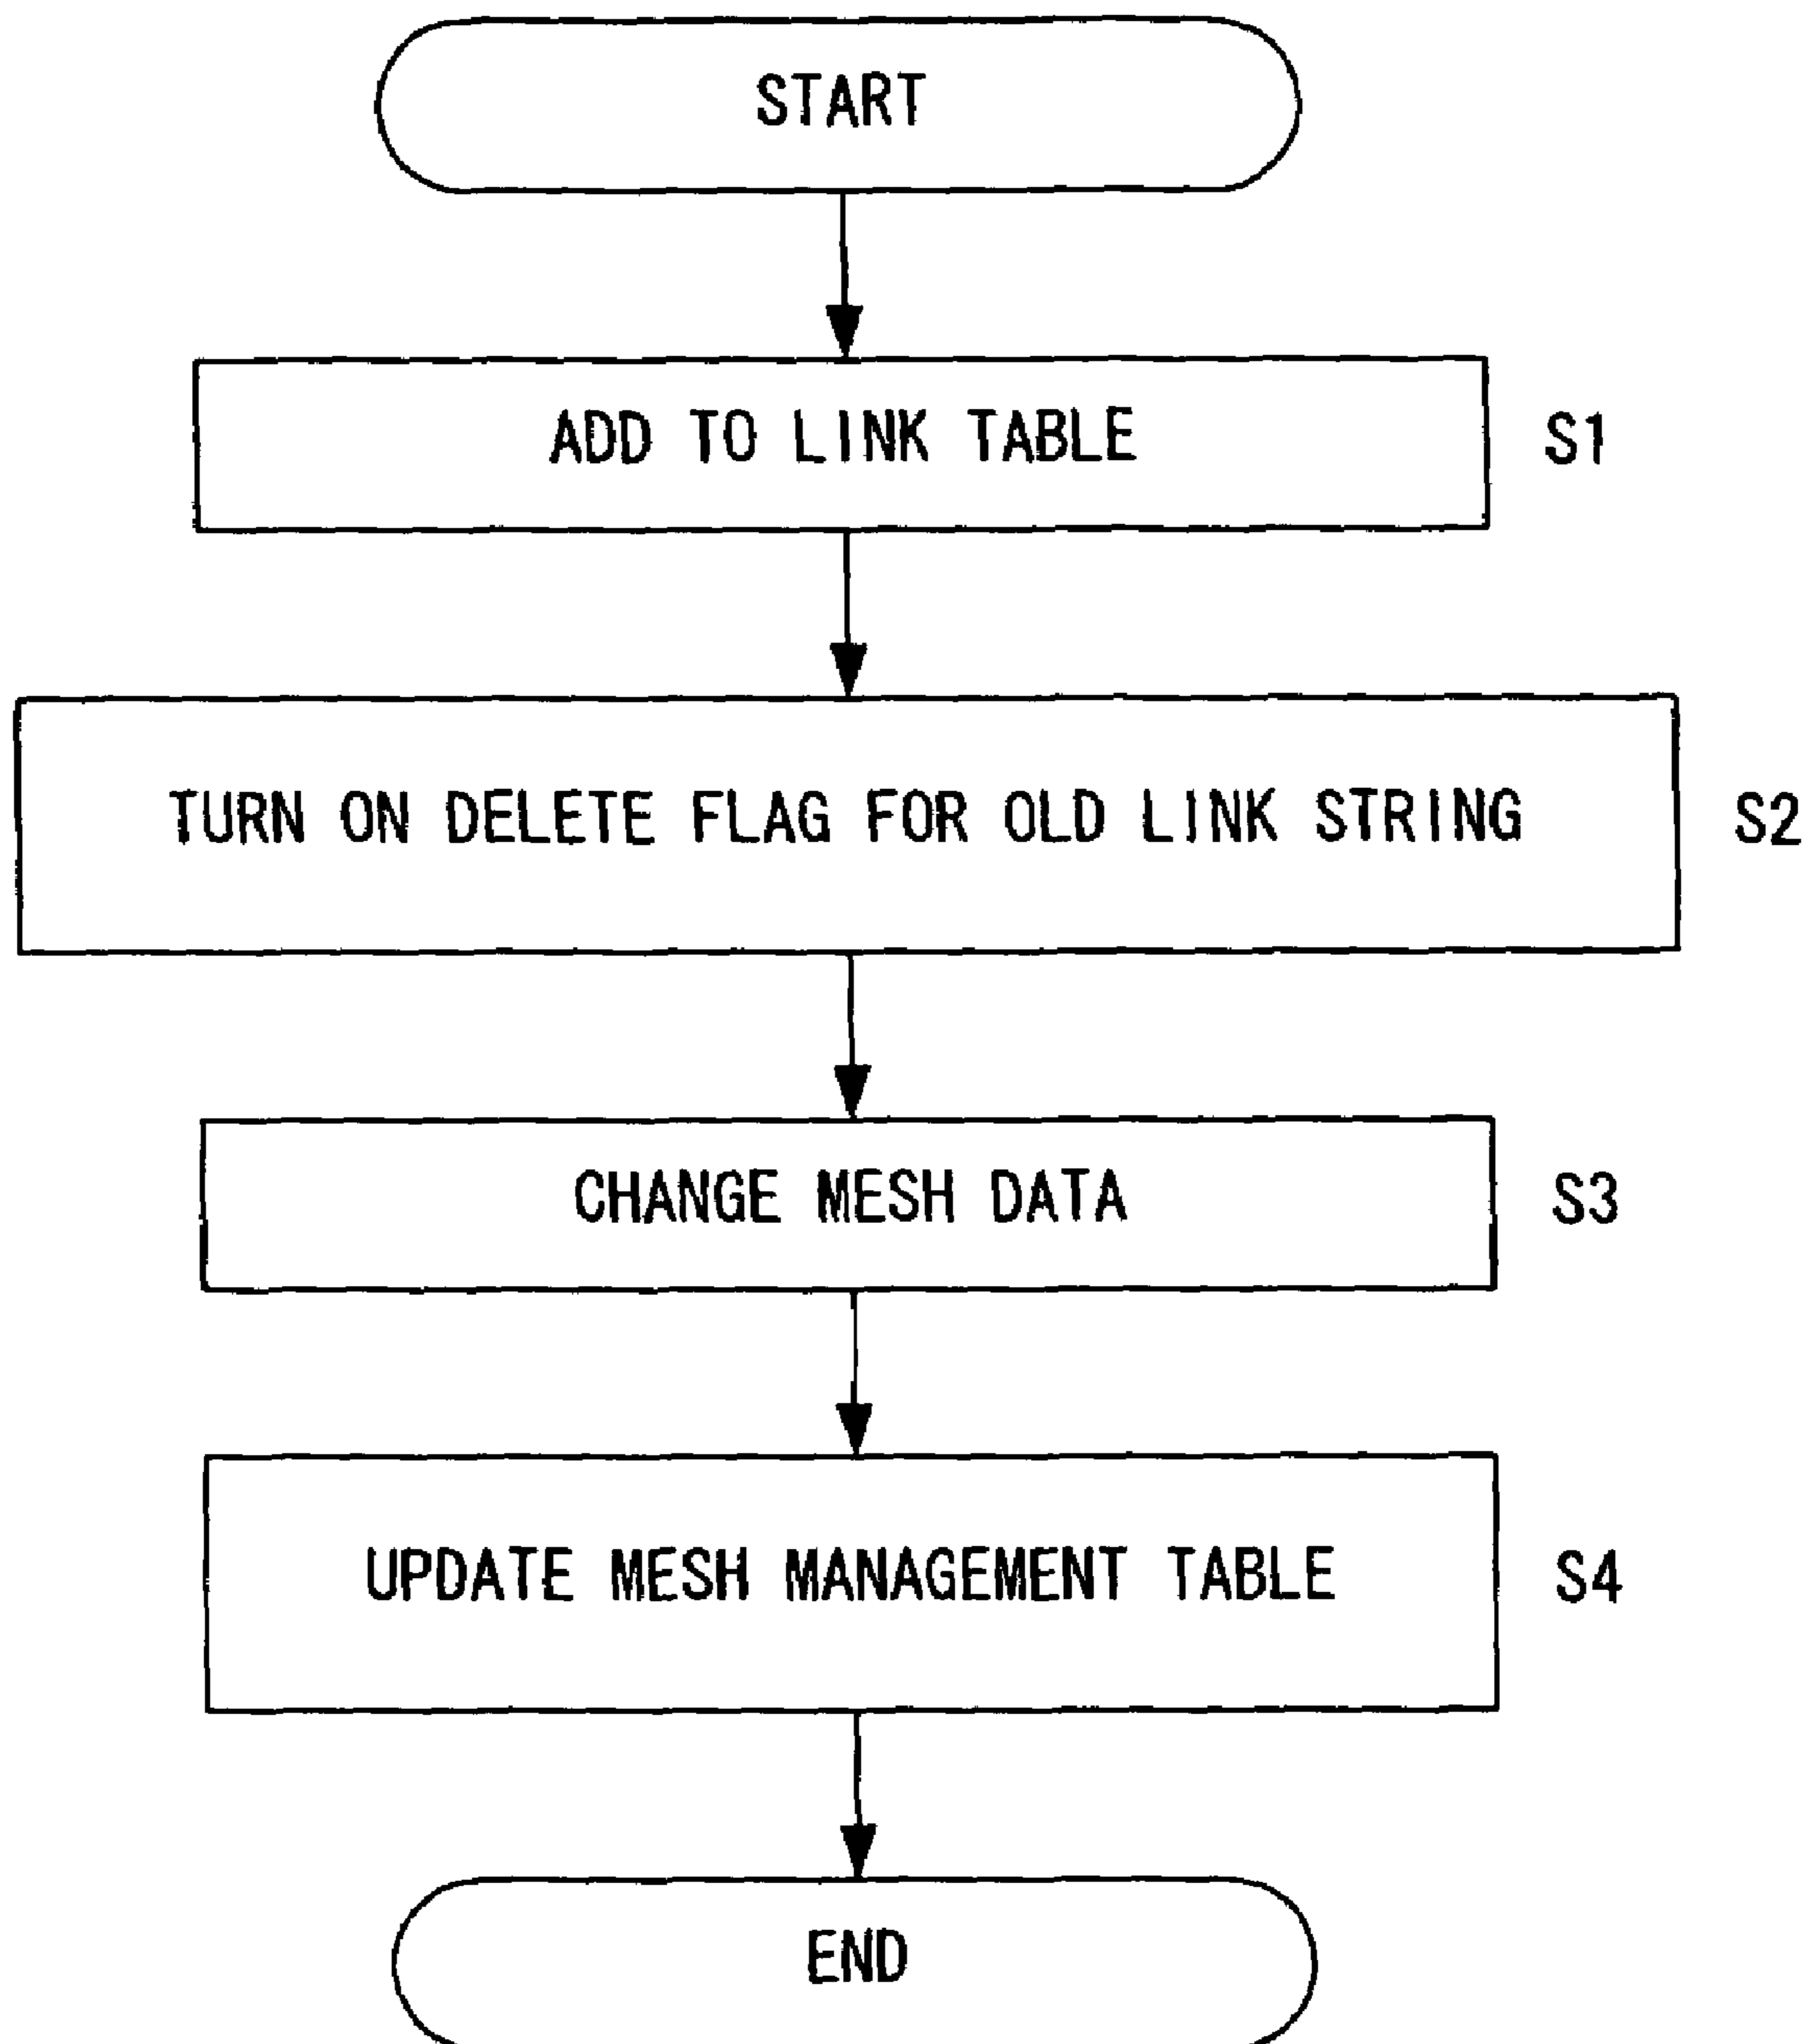 START
ADD TO LINK TABLE S1
TURN ON DELETE FLAG FOR OLD LINK STRING S2
CHANGE MESH DATA S3
UPDATE MESH MANAGEMENT TABLE S4
END